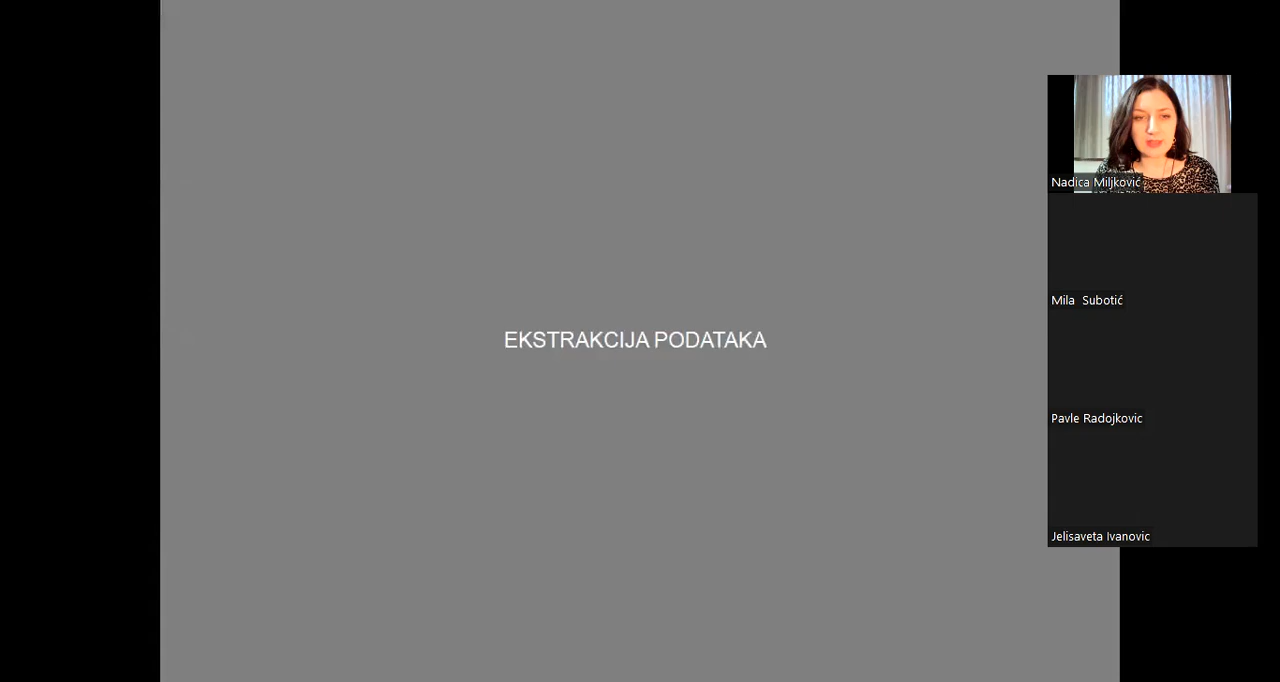 EKSTRAKCIJA PODATAKA
Nadica Miljković
Mila Subotić
Pavle Radojkovic
Jelisaveta Ivanovic